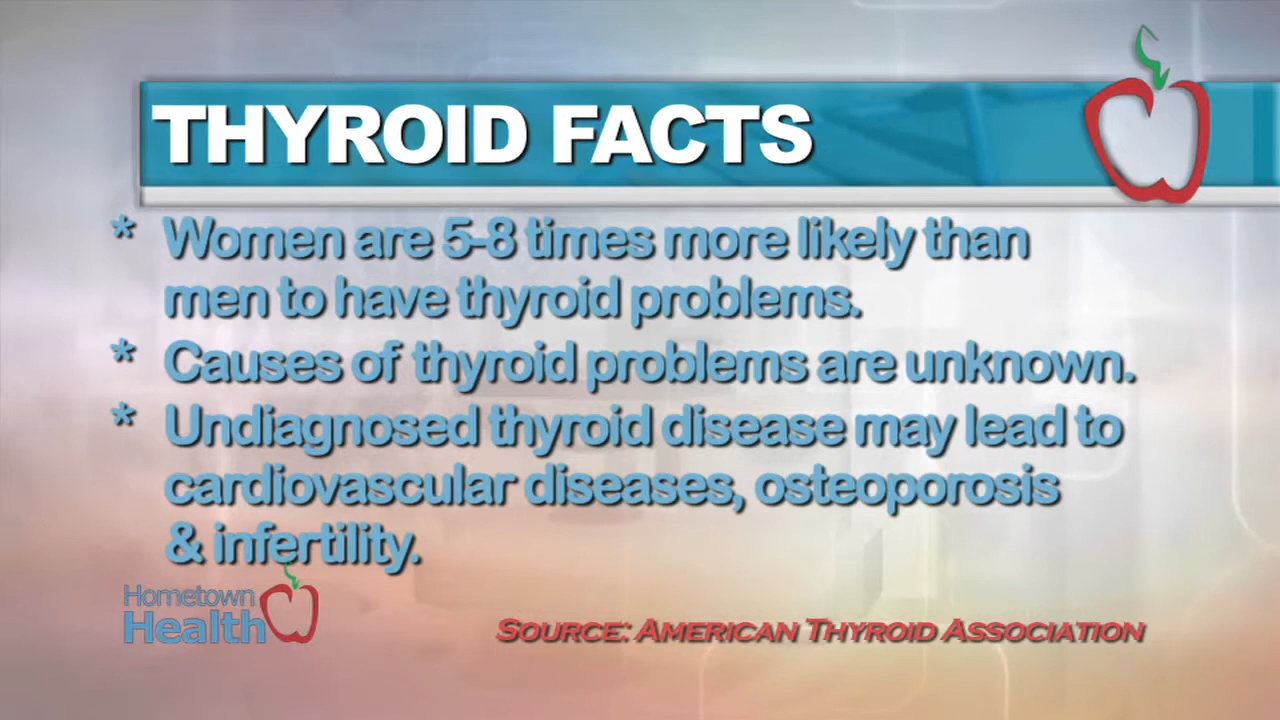 THYROID FACTS
* Women are 5-8 times more likely than
men to have thyroid problems.
* Causes of thyroid problems are unknown.
* Undiagnosed thyroid disease may lead to
cardiovascular diseases, osteoporosis
& infertility.
Hometown
Health
SOURCE: AMERICAN THYROID ASSOCIATION